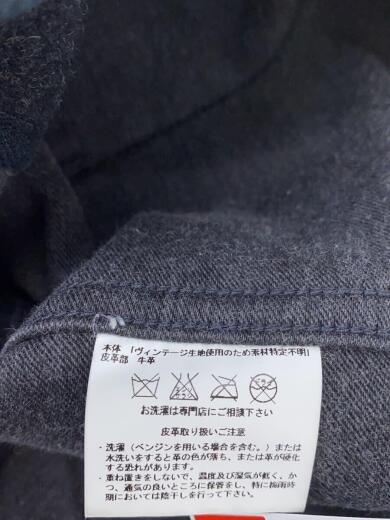 本体 「ヴィンテージ生地使用のため素材特定不明」
皮革部 牛革
お洗濯は専門店にご相談下さい
皮革取り扱いご注意
・洗濯（ベンジンを用いる場合を含む。）または
水洗いをすると色が落ち、または革が硬化
する恐れがあります。
・重ね置きをしないで、温度及び湿気が低く、か
つ、通気の良いところに保管をし、特に梅雨時
期においては陰干しを行って下さい。